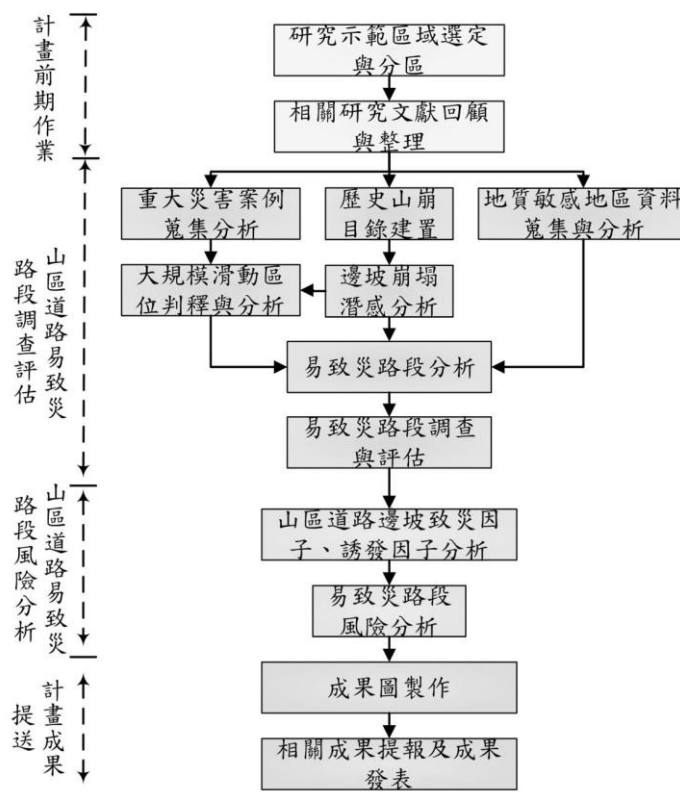 計畫前期作業
研究示範區域選定
與分區
相關研究文獻回顧
與整理
山區道路易致災
路段調查評估
重大災害案例
蒐集分析
歷史山崩
目錄建置
地質敏感地區資料
蒐集與分析
大規模滑動區
位判釋與分析
邊坡崩塌
潛感分析
易致災路段分析
易致災路段調查
與評估
山區道路易致災
路段風險分析
山區道路邊坡致災因
子、誘發因子分析
易致災路段
風險分析
計畫成果
提送
成果圖製作
相關成果提報及成果
發表